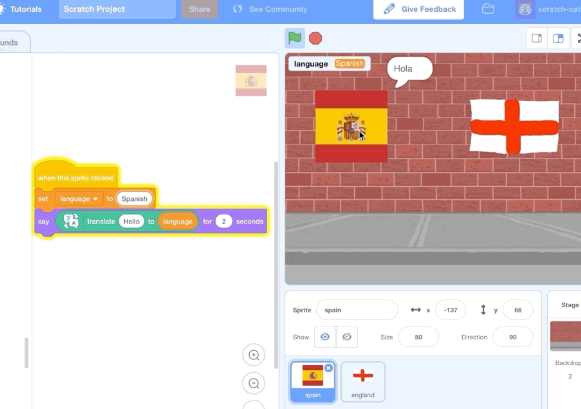 Tutorials
Scratch Project
Share
See Community
Give Feedback
scratch-cat
unds
language Spanish
Hola
when this sprite clicked
set language to Spanish
say translate Hello to language for 2 seconds
Sprite spain x -137 y 66
Show Size 50 Direction 90
Stage
Backdrop
2
spain
england